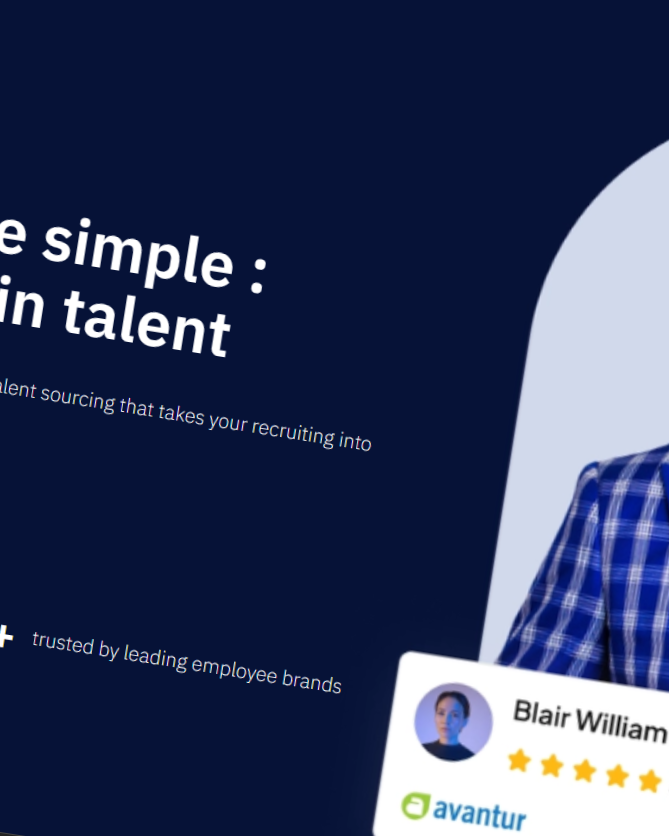 e simple :
in talent
alent sourcing that takes your recruiting into
+ trusted by leading employee brands
Blair William
avantur